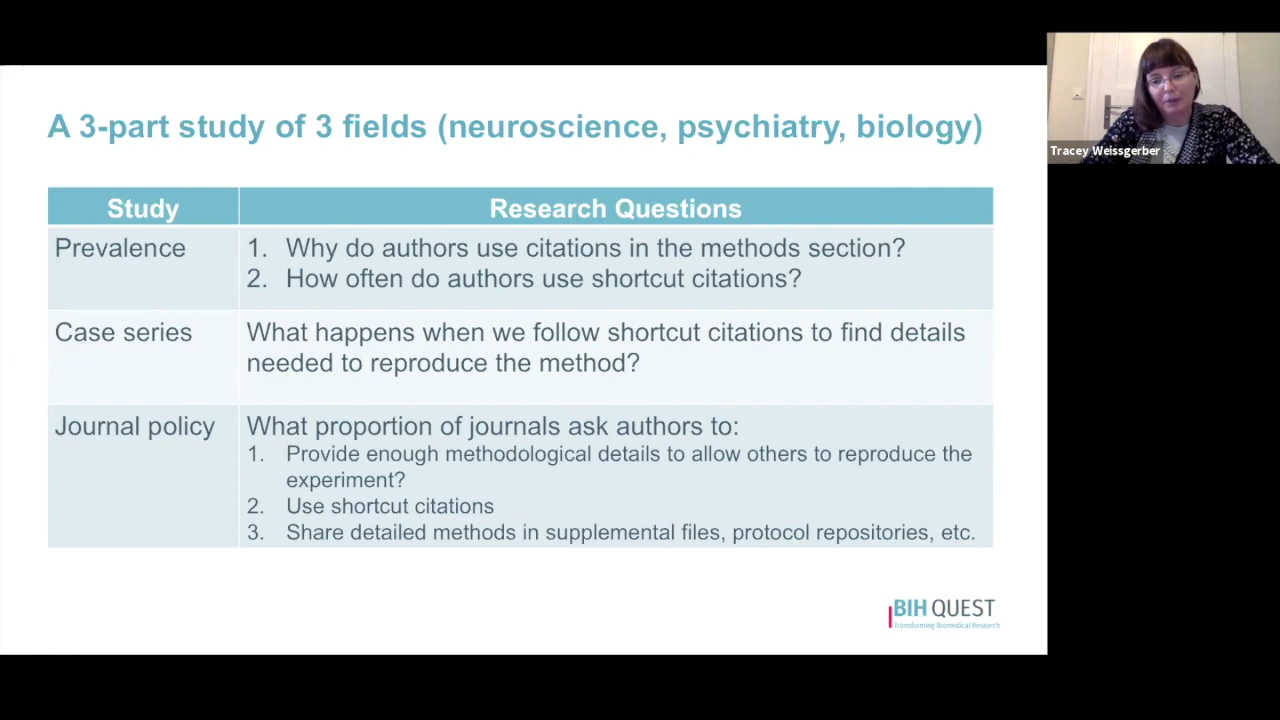 A 3-part study of 3 fields (neuroscience, psychiatry, biology)
Tracey Weissgerber
Study
Research Questions
Prevalence
1. Why do authors use citations in the methods section?
2. How often do authors use shortcut citations?
Case series
What happens when we follow shortcut citations to find details
needed to reproduce the method?
Journal policy
What proportion of journals ask authors to:
1. Provide enough methodological details to allow others to reproduce the
experiment?
2. Use shortcut citations
3. Share detailed methods in supplemental files, protocol repositories, etc.
BIH QUEST
Transforming Biomedical Research